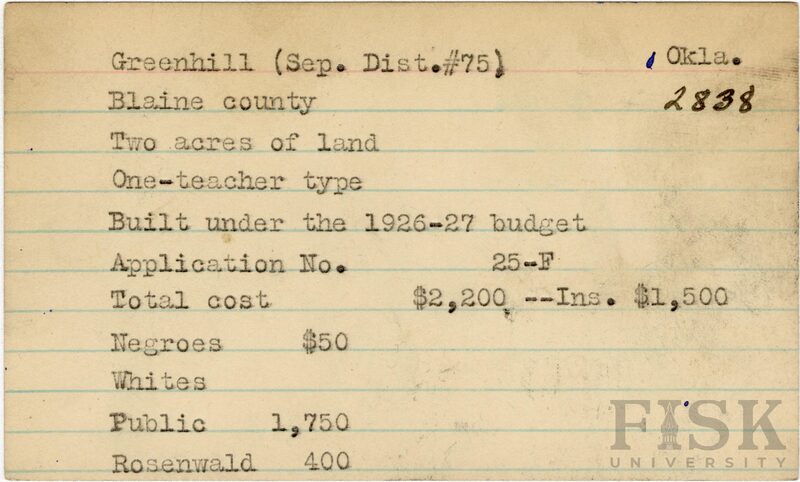 Greenhill (Sep. Dist.#75) Okla.
Blaine county 2838
Two acres of land
One-teacher type
Built under the 1926-27 budget
Application No. 25-F
Total cost $2,200 --Ins. $1,500
Negroes $50
Whites
Public 1,750
Rosenwald 400
FISK
UNIVERSITY